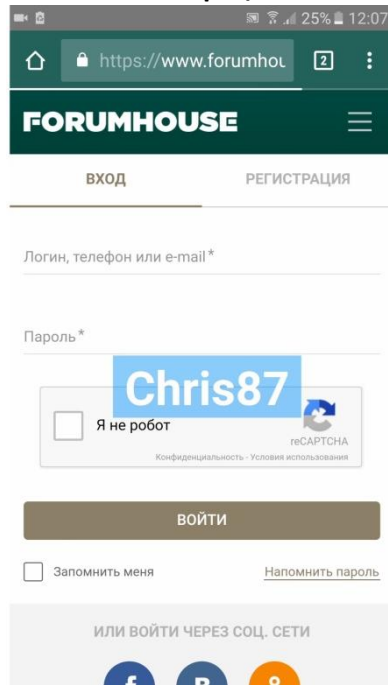 25% 12:07
https://www.forumhou 2
FORUMHOUSE
ВХОД РЕГИСТРАЦИЯ
Логин, телефон или e-mail*
Пароль*
Chris87
Я не робот
reCAPTCHA
Конфиденциальность - Условия использования
ВОЙТИ
Запомнить меня Напомнить пароль
ИЛИ ВОЙТИ ЧЕРЕЗ СОЦ. СЕТИ